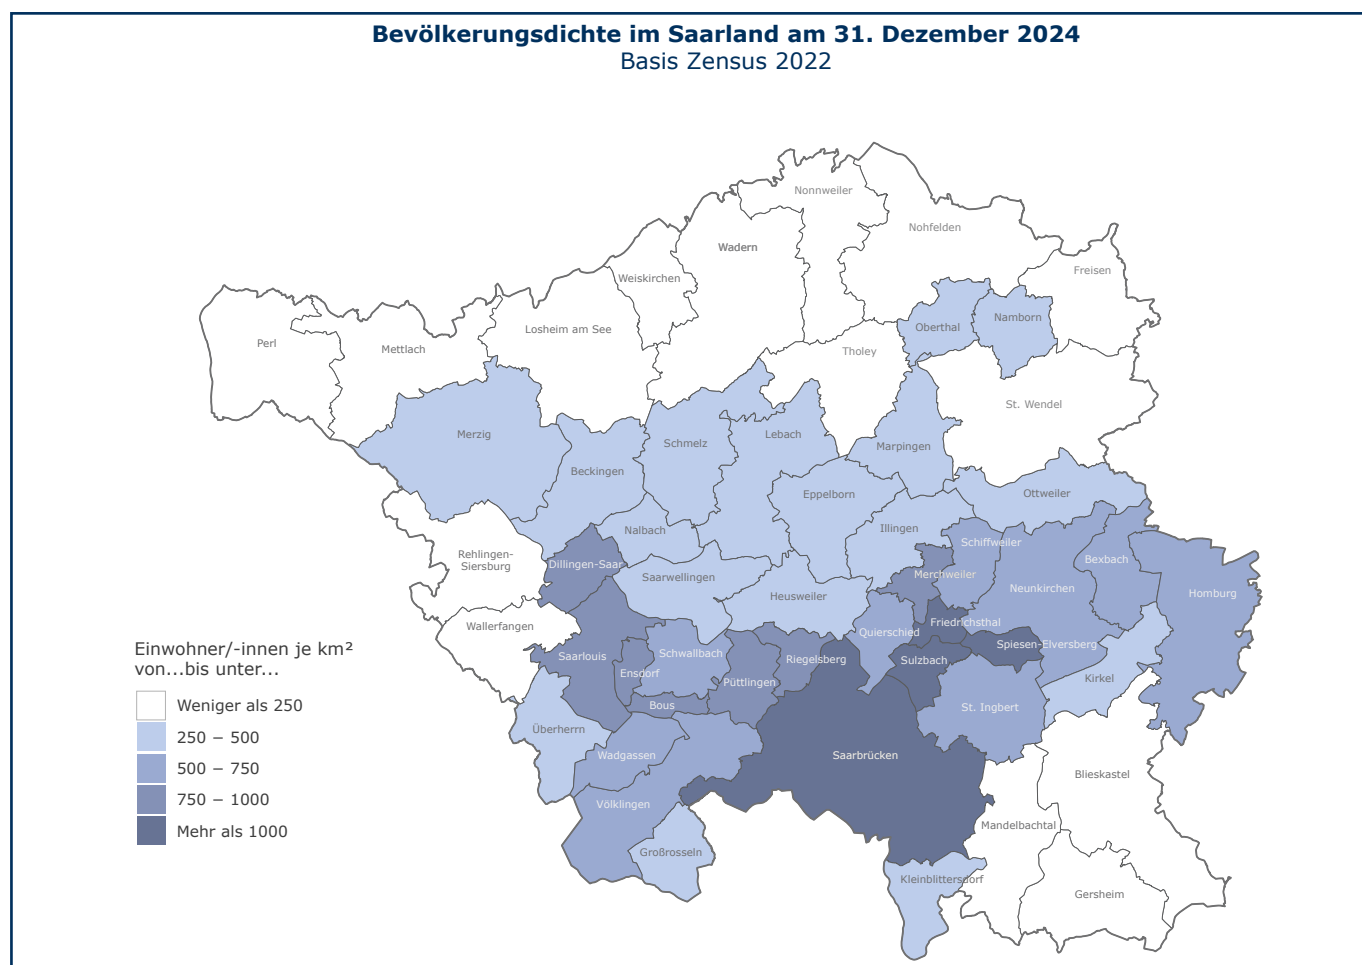 Bevölkerungsdichte im Saarland am 31. Dezember 2024
Basis Zensus 2022
Nonnweiler
Nohfelden
Wadern
Freisen
Weiskirchen
Namborn
Oberthal
Losheim am See
Perl
Mettlach
Tholey
St. Wendel
Merzig
Lebach
Schmelz
Marpingen
Beckingen
Eppelborn
Ottweiler
Nalbach
Illingen
Schiffweiler
Rehlingen-
Siersburg
Dillingen-Saar
Bexbach
Saarwellingen
Merchweiler
Neunkirchen
Homburg
Heusweiler
Wallerfangen
Friedrichsthal
Quierschied
Spiesen-Elversberg
Saarlouis
Schwallbach
Riegelsberg
Sulzbach
Ensdorf
Püttlingen
Kirkel
Bous
St. Ingbert
Überherrn
Wadgassen
Saarbrücken
Blieskastel
Völklingen
Mandelbachtal
Großrosseln
Kleinblittersdorf
Gersheim
Einwohner/-innen je km²
von...bis unter...
Weniger als 250
250 − 500
500 − 750
750 − 1000
Mehr als 1000